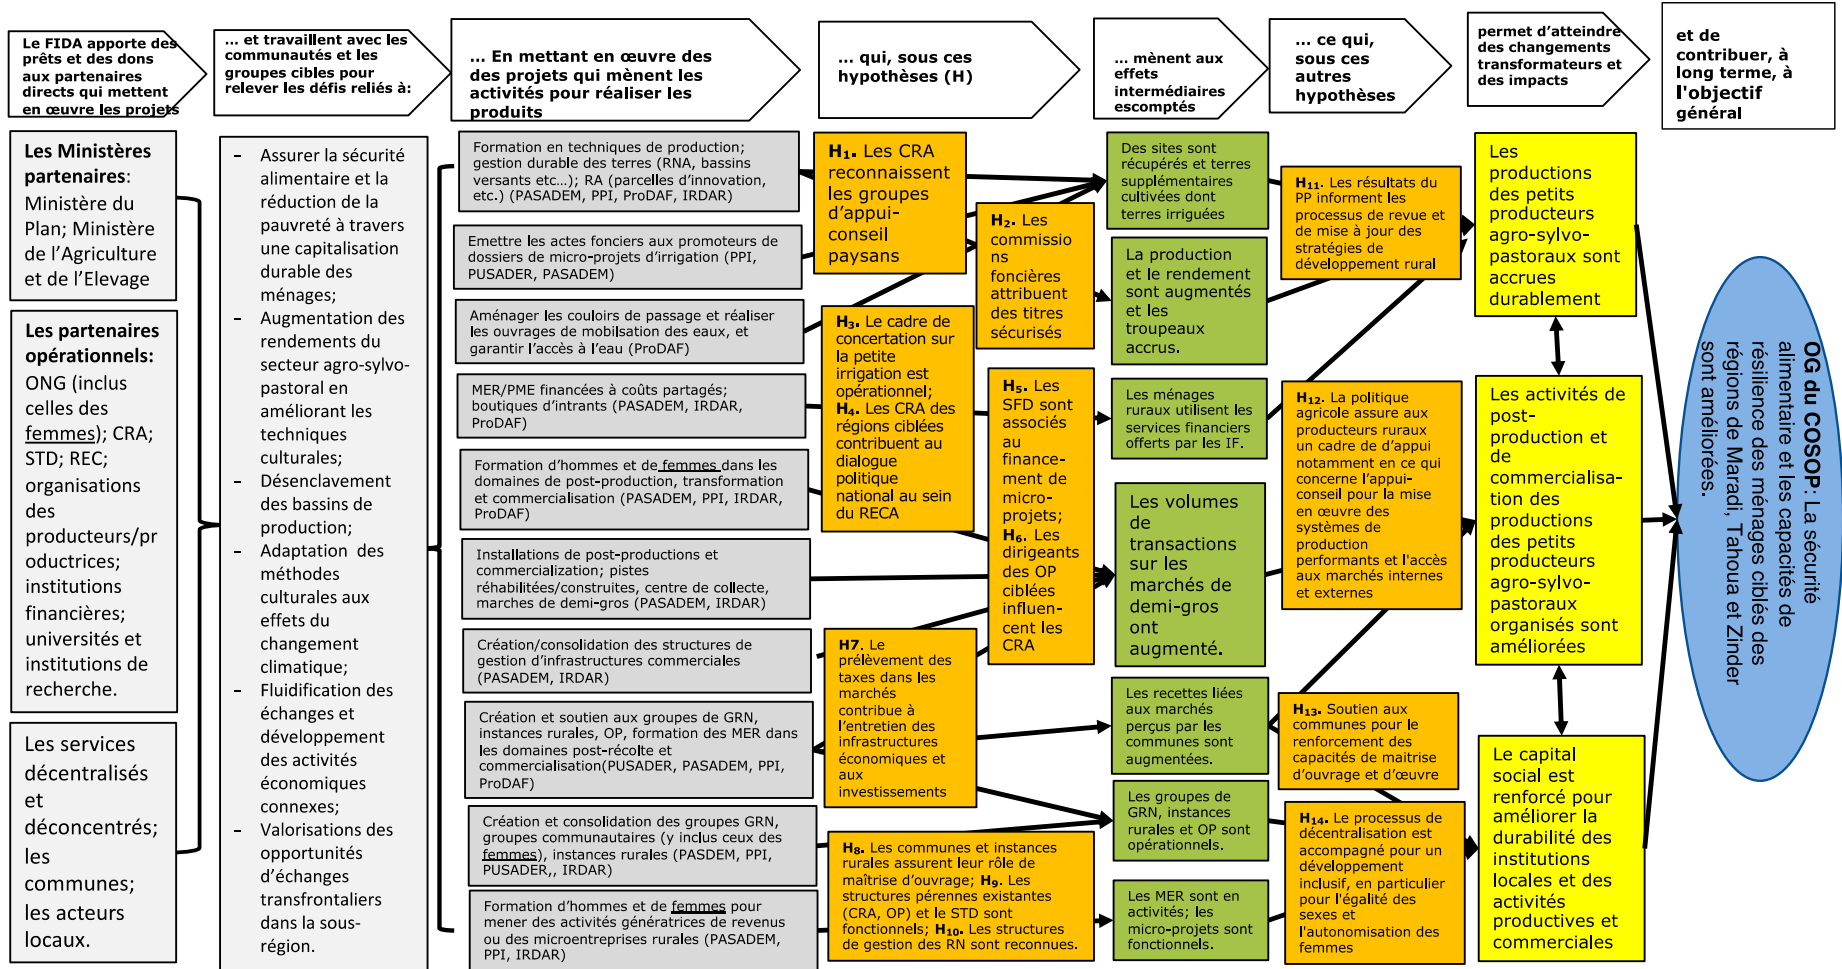 Le FIDA apporte des
prêts et des dons
aux partenaires
directs qui mettent
en œuvre les projets
... et travaillent avec les
communautés et les
groupes cibles pour
relever les défis reliés à:
... En mettant en œuvre des
des projets qui mènent les
activités pour réaliser les
produits
... qui, sous ces
hypothèses (H)
... mènent aux
effets
intermédiaires
escomptés
... ce qui,
sous ces
autres
hypothèses
permet d'atteindre
des changements
transformateurs et
des impacts
et de
contribuer, à
long terme, à
l'objectif
général
Les Ministères
partenaires:
Ministère du
Plan; Ministère
de l'Agriculture
et de l'Elevage
Les partenaires
opérationnels:
ONG (inclus
celles des
femmes); CRA;
STD; REC;
organisations
des
producteurs/pr
oductrices;
institutions
financières;
universités et
institutions de
recherche.
Les services
décentralisés
et
déconcentrés;
les
communes;
les acteurs
locaux.
- Assurer la sécurité
alimentaire et la
réduction de la
pauvreté à travers
une capitalisation
durable des
ménages;
- Augmentation des
rendements du
secteur agro-sylvo-
pastoral en
améliorant les
techniques
culturales;
- Désenclavement
des bassins de
production;
- Adaptation des
méthodes
culturales aux
effets du
changement
climatique;
- Fluidification des
échanges et
développement
des activités
économiques
connexes;
- Valorisations des
opportunités
d'échanges
transfrontaliers
dans la sous-
région.
Formation en techniques de production;
gestion durable des terres (RNA, bassins
versants etc...); RA (parcelles d'innovation,
etc.) (PASADEM, PPI, ProDAF, IRDAR)
Emettre les actes fonciers aux promoteurs de
dossiers de micro-projets d'irrigation (PPI,
PUSADER, PASADEM)
Aménager les couloirs de passage et réaliser
les ouvrages de mobilsation des eaux, et
garantir l'accès à l'eau (ProDAF)
MER/PME financées à coûts partagés;
boutiques d'intrants (PASADEM, IRDAR,
ProDAF)
Formation d'hommes et de femmes dans les
domaines de post-production, transformation
et commercialisation (PASADEM, PPI, IRDAR,
ProDAF)
Installations de post-productions et
commercialization; pistes
réhabilitées/construites, centre de collecte,
marches de demi-gros (PASADEM, IRDAR)
Création/consolidation des structures de
gestion d'infrastructures commerciales
(PASADEM, IRDAR)
Création et soutien aux groupes de GRN,
instances rurales, OP, formation des MER dans
les domaines post-récolte et
commercialisation(PUSADER, PASADEM, PPI,
ProDAF)
Création et consolidation des groupes GRN,
groupes communautaires (y inclus ceux des
femmes), instances rurales (PASDEM, PPI,
PUSADER,, IRDAR)
Formation d'hommes et de femmes pour
mener des activités génératrices de revenus
ou des microentreprises rurales (PASADEM,
PPI, IRDAR)
H1. Les CRA
reconnaissent
les groupes
d'appui-
conseil
paysans
H2. Les
commissio
ns
foncières
attribuent
des titres
sécurisés
H3. Le cadre de
concertation sur
la petite
irrigation est
opérationnel;
H4. Les CRA des
régions ciblées
contribuent au
dialogue
politique
national au sein
du RECA
H5. Les
SFD sont
associés
au
finance-
ment de
micro-
projets;
H6. Les
dirigeants
des OP
ciblées
influen-
cent les
CRA
H7. Le
prélèvement des
taxes dans les
marchés
contribue à
l'entretien des
infrastructures
économiques et
aux
investissements
H8. Les communes et instances
rurales assurent leur rôle de
maîtrise d'ouvrage; H9. Les
structures pérennes existantes
(CRA, OP) et le STD sont
fonctionnels; H10. Les structures
de gestion des RN sont reconnues.
Des sites sont
récupérés et terres
supplémentaires
cultivées dont
terres irriguées
La production
et le rendement
sont augmentés
et les
troupeaux
accrus.
Les ménages
ruraux utilisent les
services financiers
offerts par les IF.
Les volumes
de
transactions
sur les
marchés de
demi-gros
ont
augmenté.
Les recettes liées
aux marchés
perçus par les
communes sont
augmentées.
Les groupes de
GRN, instances
rurales et OP sont
opérationnels.
Les MER sont en
activités; les
micro-projets sont
fonctionnels.
H11. Les résultats du
PP informent les
processus de revue et
de mise à jour des
stratégies de
développement rural
H12. La politique
agricole assure aux
producteurs ruraux
un cadre de d'appui
notamment en ce qui
concerne l'appui-
conseil pour la mise
en œuvre des
systèmes de
production
performants et l'accès
aux marchés internes
et externes
H13. Soutien aux
communes pour le
renforcement des
capacités de maitrise
d'ouvrage et d'œuvre
H14. Le processus de
décentralisation est
accompagné pour un
développement
inclusif, en particulier
pour l'égalité des
sexes et
l'autonomisation des
femmes
Les
productions
des petits
producteurs
agro-sylvo-
pastoraux sont
accrues
durablement
Les activités de
post-
production et
de
commercialisa-
tion des
productions
des petits
producteurs
agro-sylvo-
pastoraux
organisés sont
améliorées
Le capital
social est
renforcé pour
améliorer la
durabilité des
institutions
locales et des
activités
productives et
commerciales
OG du COSOP: La sécurité
alimentaire et les capacités de
résilience des ménages ciblés des
régions de Maradi, Tahoua et Zinder
sont améliorées.